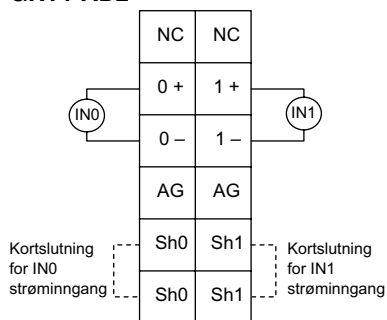 NC NC
0 + 1 +
IN0 IN1
0 – 1 –
AG AG
Sh0 Sh1
Kortslutning
for IN0
strøminngang
Kortslutning
for IN1
strøminngang
Sh0 Sh1